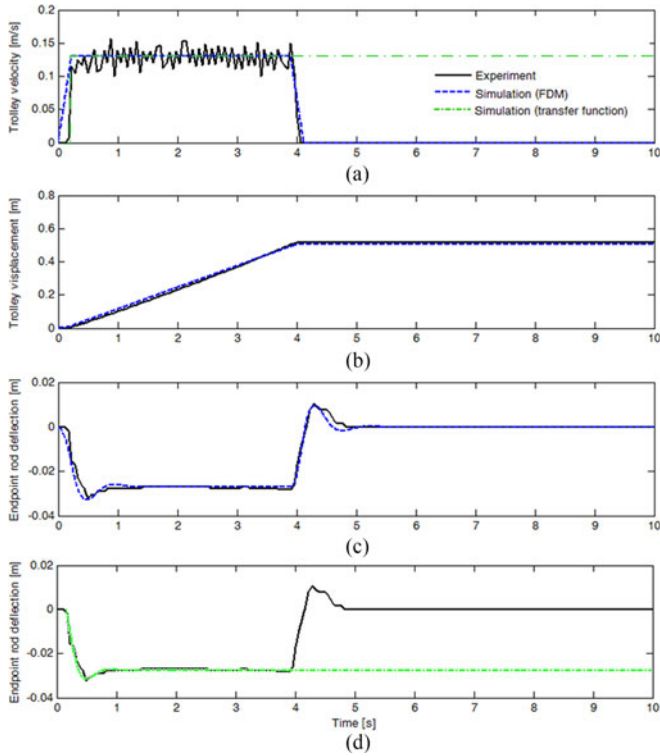 Trolley velocity [m/s]
0.2
0.15
0.1
0.05
0
Experiment
Simulation (FDM)
Simulation (transfer function)
0 1 2 3 4 5 6 7 8 9 10
(a)
Trolley visplacement [m]
0.8
0.6
0.4
0.2
0
0 1 2 3 4 5 6 7 8 9 10
(b)
Endpoint rod deflection [m]
0.02
0
-0.02
-0.04
0 1 2 3 4 5 6 7 8 9 10
(c)
Endpoint rod deflection [m]
0.02
0
-0.02
-0.04
0 1 2 3 4 5 6 7 8 9 10
Time [s]
(d)